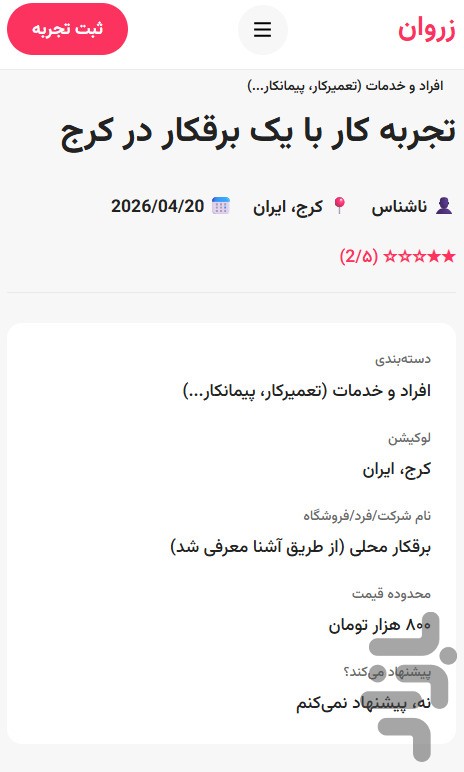 زروان
ثبت تجربه
افراد و خدمات (تعمیرکار، پیمانکار...)
تجربه کار با یک برقکار در کرج
ناشناس
کرج، ایران
2026/04/20
★★☆☆☆ (2/۵)
دسته‌بندی
افراد و خدمات (تعمیرکار، پیمانکار...)
لوکیشن
کرج، ایران
نام شرکت/فرد/فروشگاه
برقکار محلی (از طریق آشنا معرفی شد)
محدوده قیمت
۸۰۰ هزار تومان
پیشنهاد می‌کند؟
نه، پیشنهاد نمی‌کنم
بازار